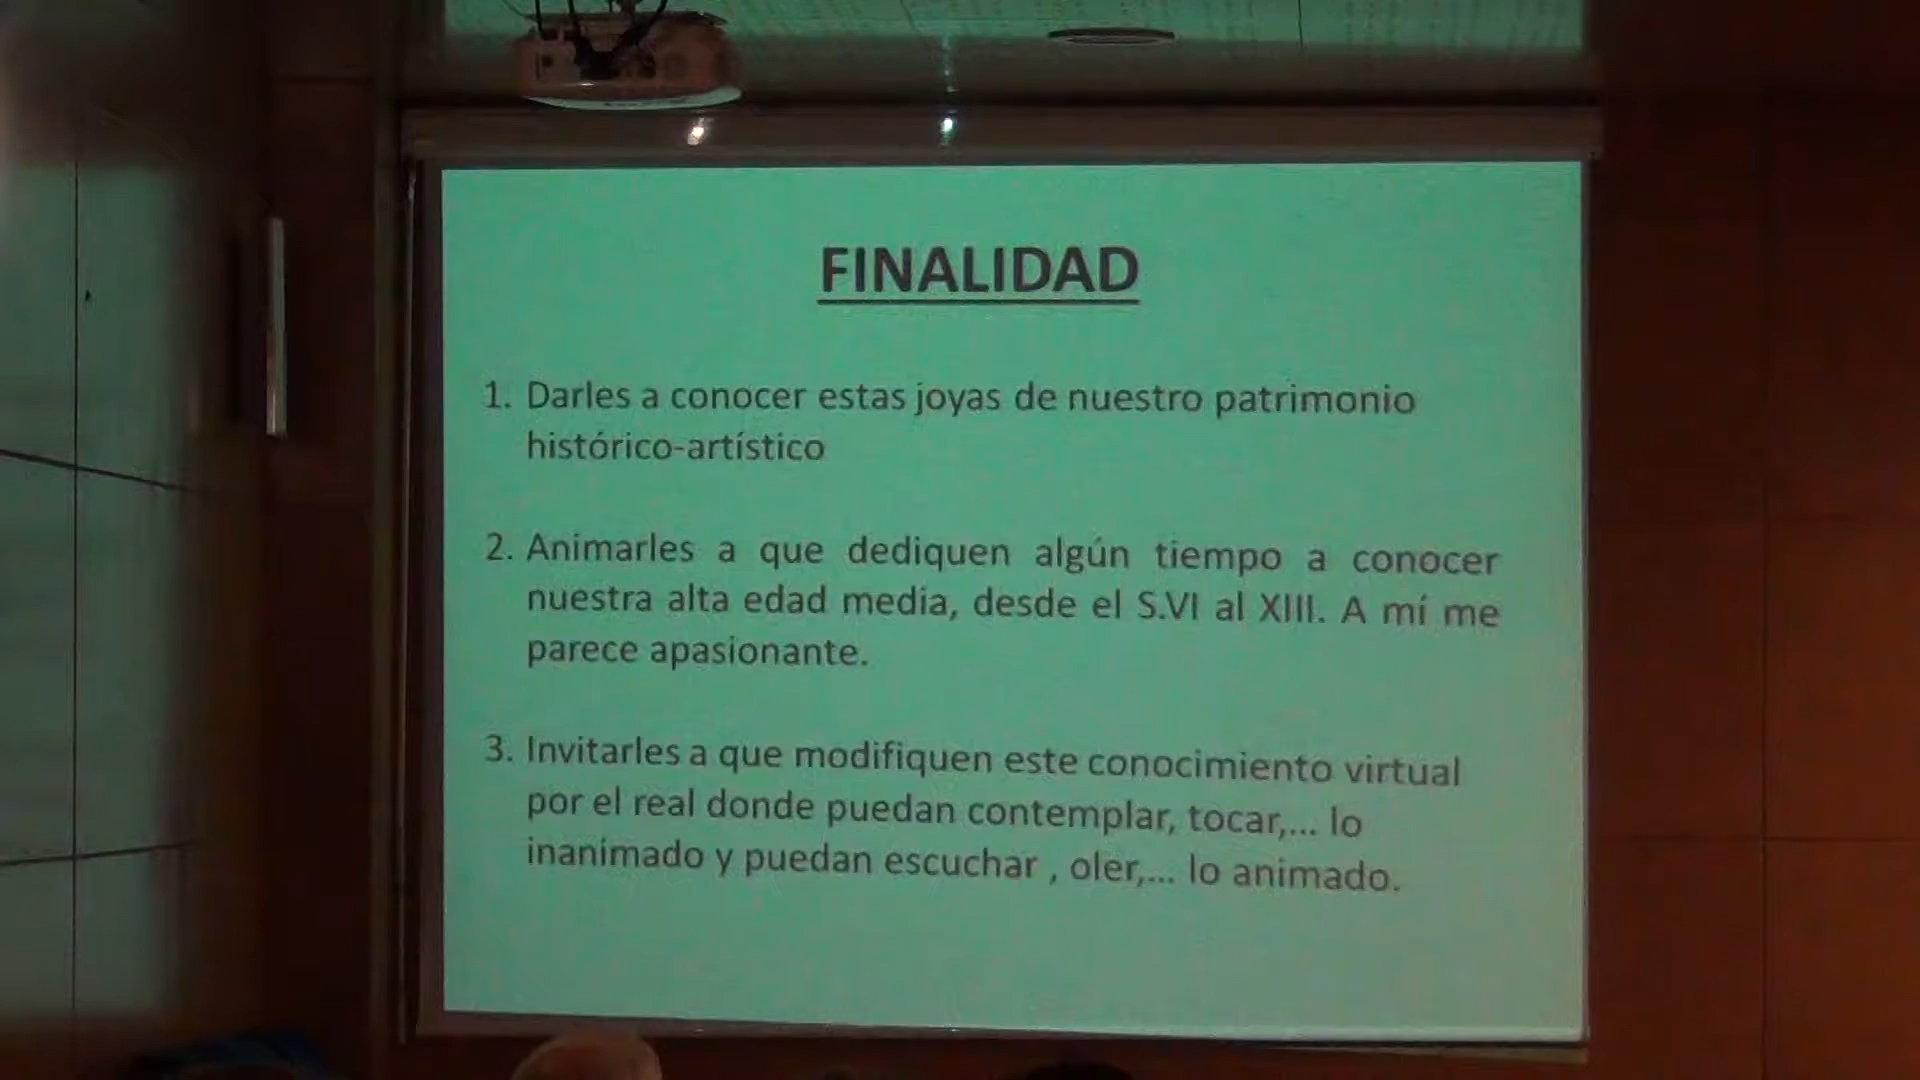 FINALIDAD
1. Darles a conocer estas joyas de nuestro patrimonio
histórico-artístico
2. Animarles a que dediquen algún tiempo a conocer
nuestra alta edad media, desde el S.VI al XIII. A mí me
parece apasionante.
3. Invitarles a que modifiquen este conocimiento virtual
por el real donde puedan contemplar, tocar,... lo
inanimado y puedan escuchar , oler,... lo animado.